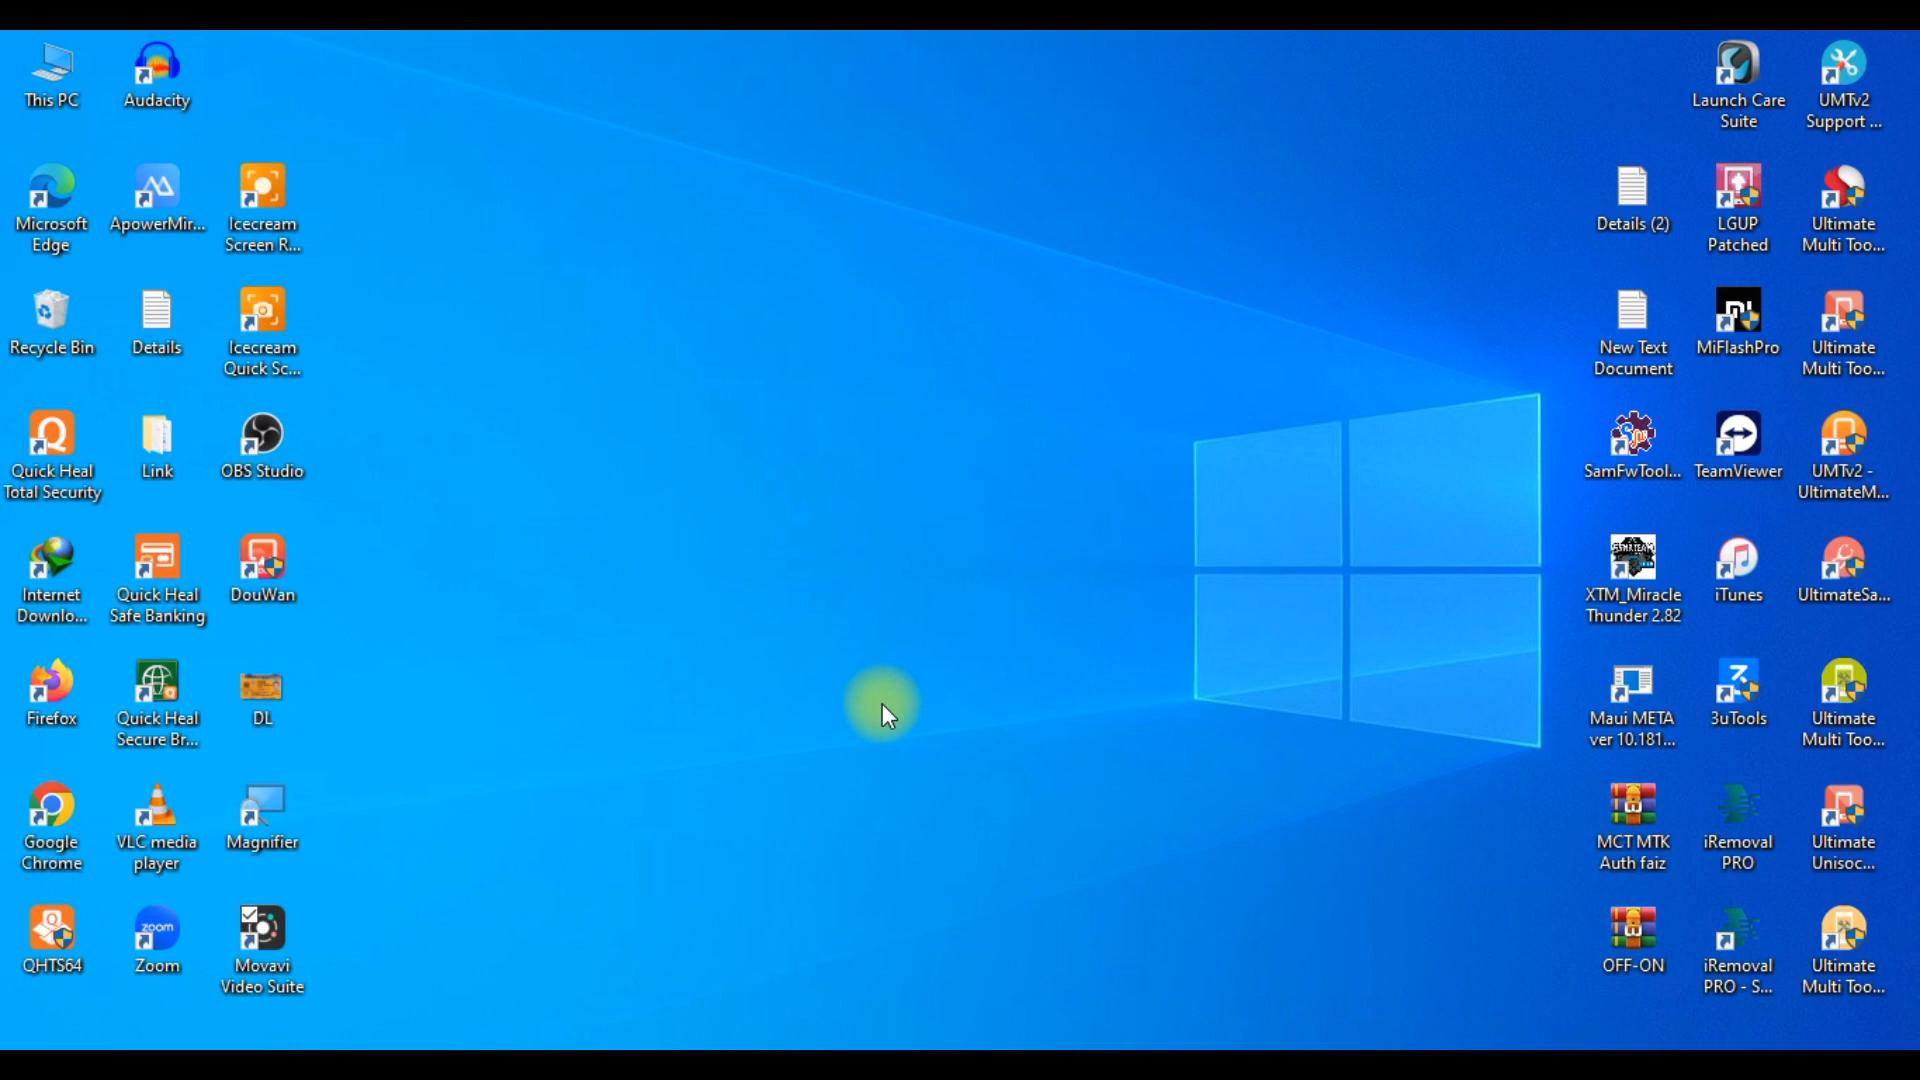 This PC
Audacity
Launch Care
Suite
UMTv2
Support ...
Microsoft
Edge
ApowerMir...
Icecream
Screen R...
Details (2)
LGUP
Patched
Ultimate
Multi Too...
Recycle Bin
Details
Icecream
Quick Sc...
New Text
Document
MiFlashPro
Ultimate
Multi Too...
Quick Heal
Total Security
Link
OBS Studio
SamFwTool...
TeamViewer
UMTv2 -
UltimateM...
Internet
Downlo...
Quick Heal
Safe Banking
DouWan
XTM_Miracle
Thunder 2.82
iTunes
UltimateSa...
Firefox
Quick Heal
Secure Br...
DL
Maui META
ver 10.181...
3uTools
Ultimate
Multi Too...
Google
Chrome
VLC media
player
Magnifier
MCT MTK
Auth faiz
iRemoval
PRO
Ultimate
Unisoc...
QHTS64
zoom
Zoom
Movavi
Video Suite
OFF-ON
iRemoval
PRO - S...
Ultimate
Multi Too...